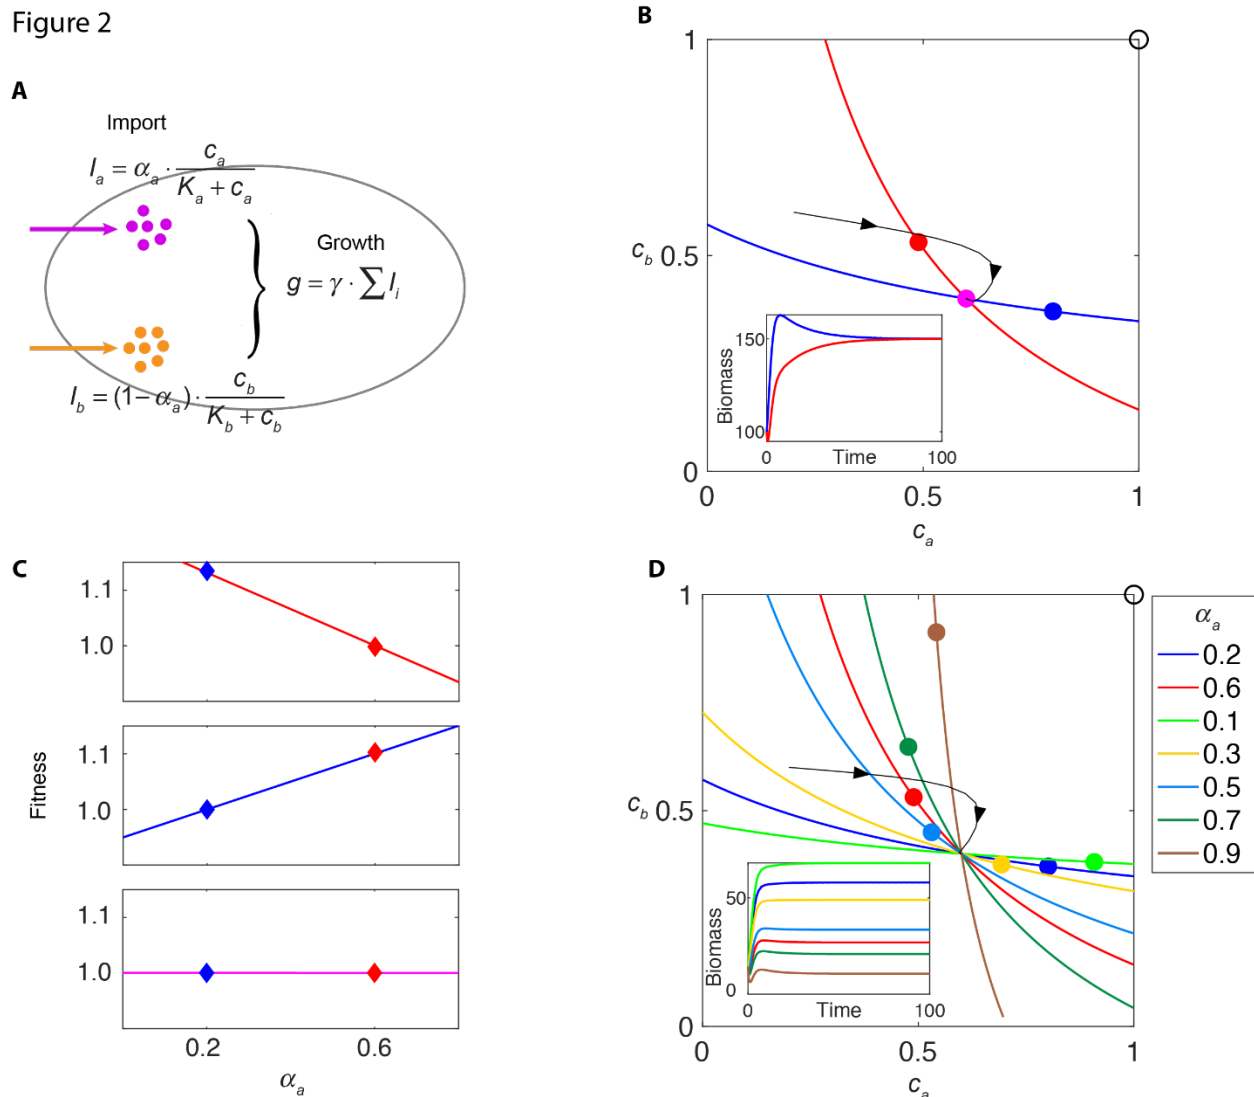 Figure 2
A
Import
I_a = α_a · c_a / (K_a + c_a)
Growth
g = γ · ∑ I_i
I_b = (1 − α_a) · c_b / (K_b + c_b)
B
1
c_b 0.5
0
0 0.5 1
c_a
150
100
Biomass
0 Time 100
C
1.1
1.0
1.1
1.0
1.1
1.0
Fitness
0.2 0.6
α_a
D
1
c_b 0.5
0
0 0.5 1
c_a
50
0
Biomass
0 Time 100
α_a
0.2
0.6
0.1
0.3
0.5
0.7
0.9